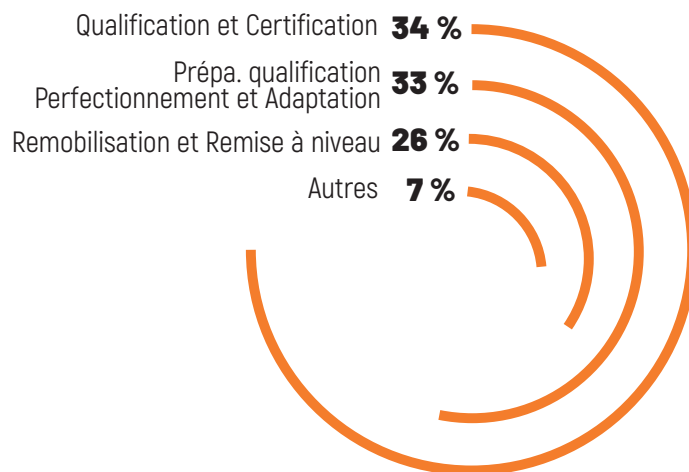 Qualification et Certification 34 %
Prépa. qualification
Perfectionnement et Adaptation 33 %
Remobilisation et Remise à niveau 26 %
Autres 7 %